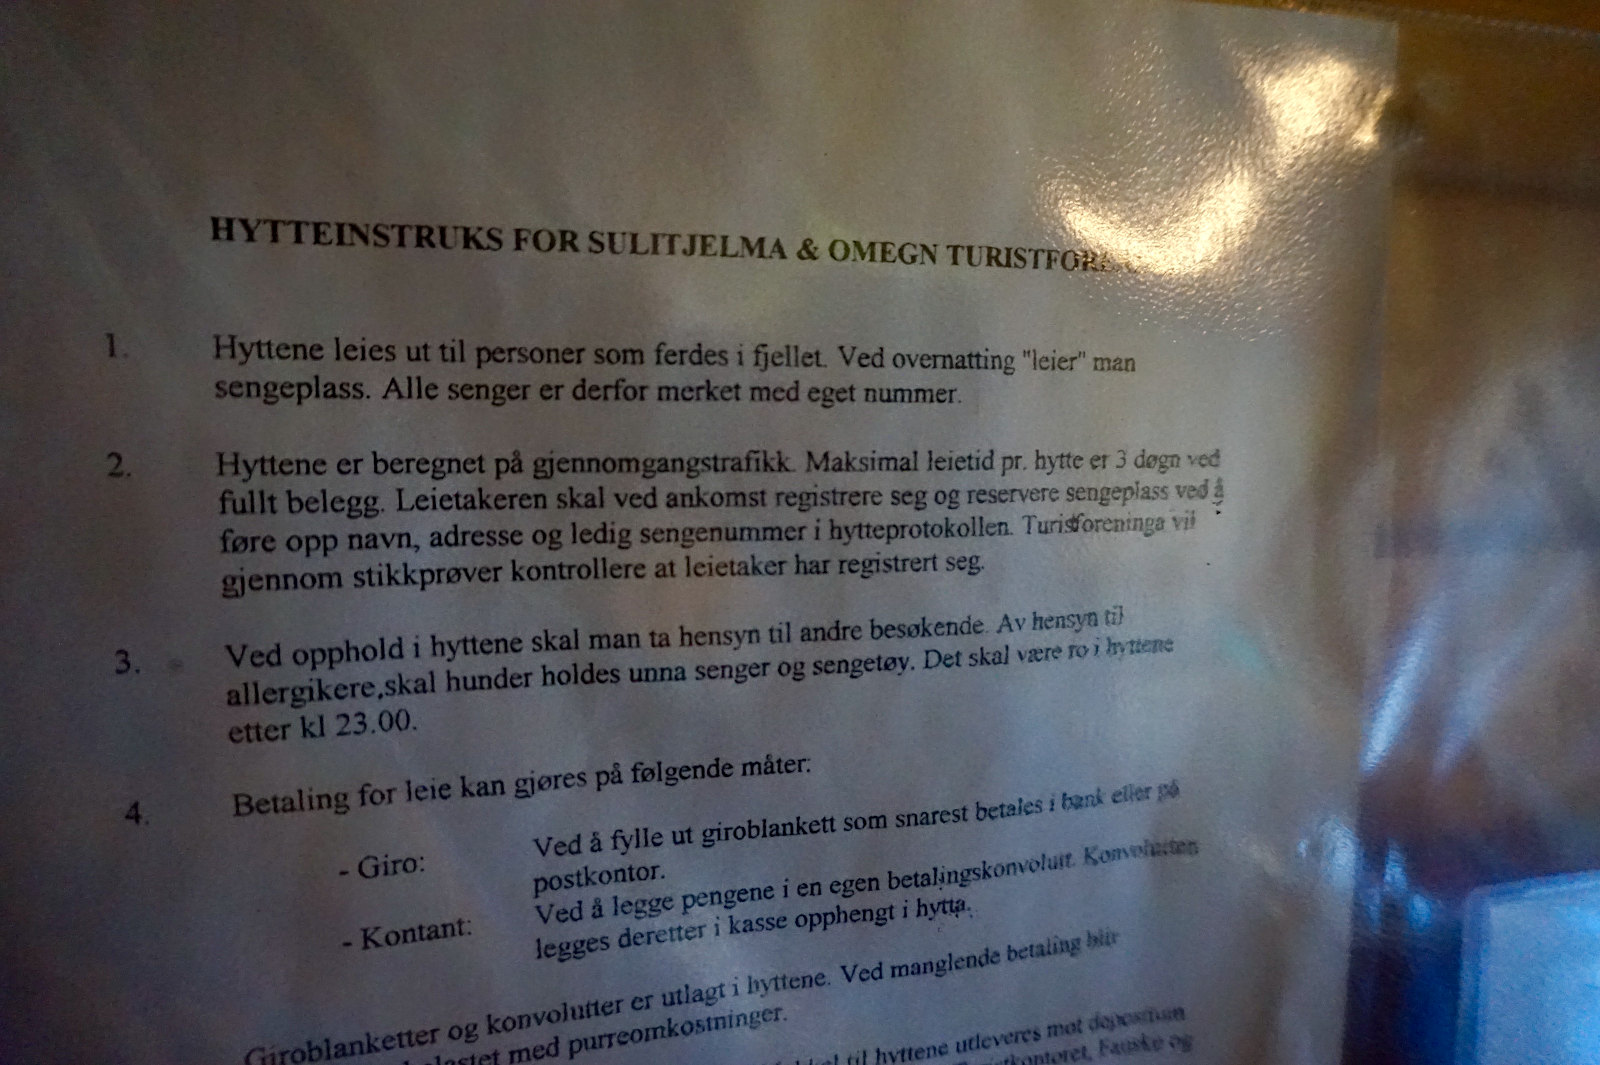 HYTTEINSTRUKS FOR SULITJELMA & OMEGN
1. Hyttene leies ut til personer som ferdes i fjellet. Ved overnatting "leier" man
sengeplass. Alle senger er derfor merket med eget nummer.
2. Hyttene er beregnet på gjennomgangstrafikk. Maksimal leietid pr. hytte er 3 døgn ved
fullt belegg. Leietakeren skal ved ankomst registrere seg og reservere sengeplass ved å
føre opp navn, adresse og ledig sengenummer i hytteprotokollen. Turistforeninga vil
gjennom stikkprøver kontrollere at leietaker har registrert seg.
3. Ved opphold i hyttene skal man ta hensyn til andre besøkende. Av hensyn til
allergikere,skal hunder holdes unna senger og sengetøy. Det skal være ro i hyttene
etter kl 23.00.
4. Betaling for leie kan gjøres på følgende måter:
- Giro: Ved å fylle ut giroblankett som snarest betales i bank eller på
postkontor.
- Kontant: Ved å legge pengene i en egen betalingskonvolutt. Konvolutten
legges deretter i kasse opphengt i hytta.
Giroblanketter og konvolutter er utlagt i hyttene. Ved manglende betaling blir
med purreomkostninger.
til hyttene utleveres mot depositum
Fauske og